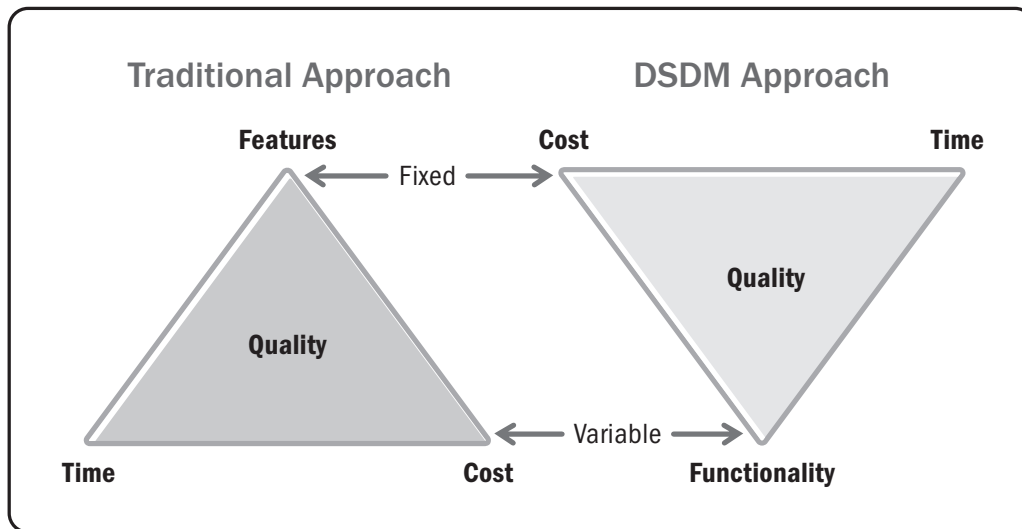 Traditional Approach
DSDM Approach
Features
Cost
Time
Fixed
Quality
Quality
Variable
Time
Cost
Functionality